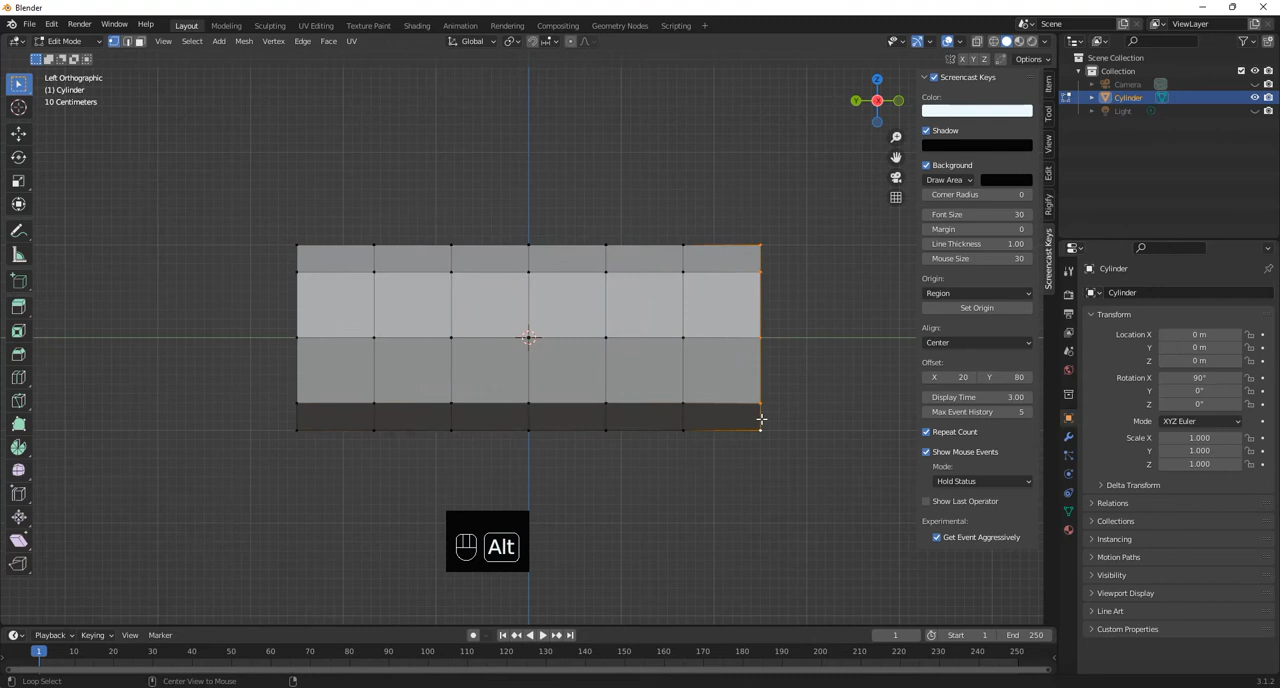 Blender
File Edit Render Window Help Layout Modeling Sculpting UV Editing Texture Paint Shading Animation Rendering Compositing Geometry Nodes Scripting + Scene ViewLayer
Edit Mode View Select Add Mesh Vertex Edge Face UV Global
X Y Z Options
Left Orthographic
(1) Cylinder
10 Centimeters
Z
Y
X
Screencast Keys
Color:
Shadow
Background
Draw Area
Corner Radius 0
Font Size 30
Margin 0
Line Thickness 1.00
Mouse Size 30
Origin:
Region
Set Origin
Align:
Center
Offset:
X 20 Y 80
Display Time 3.00
Max Event History 5
Repeat Count
Show Mouse Events
Mode:
Hold Status
Show Last Operator
Experimental:
Get Event Aggressively
Item
Tool
View
Edit
Rigify
Screencast Keys
Scene Collection
Collection
Camera
Cylinder
Light
Cylinder
Cylinder
Transform
Location X 0 m
Y 0 m
Z 0 m
Rotation X 90°
Y 0°
Z 0°
Mode XYZ Euler
Scale X 1.000
Y 1.000
Z 1.000
Delta Transform
Relations
Collections
Instancing
Motion Paths
Visibility
Viewport Display
Line Art
Custom Properties
Alt
Playback Keying View Marker 1 Start 1 End 250
1 10 20 30 40 50 60 70 80 90 100 110 120 130 140 150 160 170 180 190 200 210 220 230 240 250
Loop Select Center View to Mouse 3.1.2